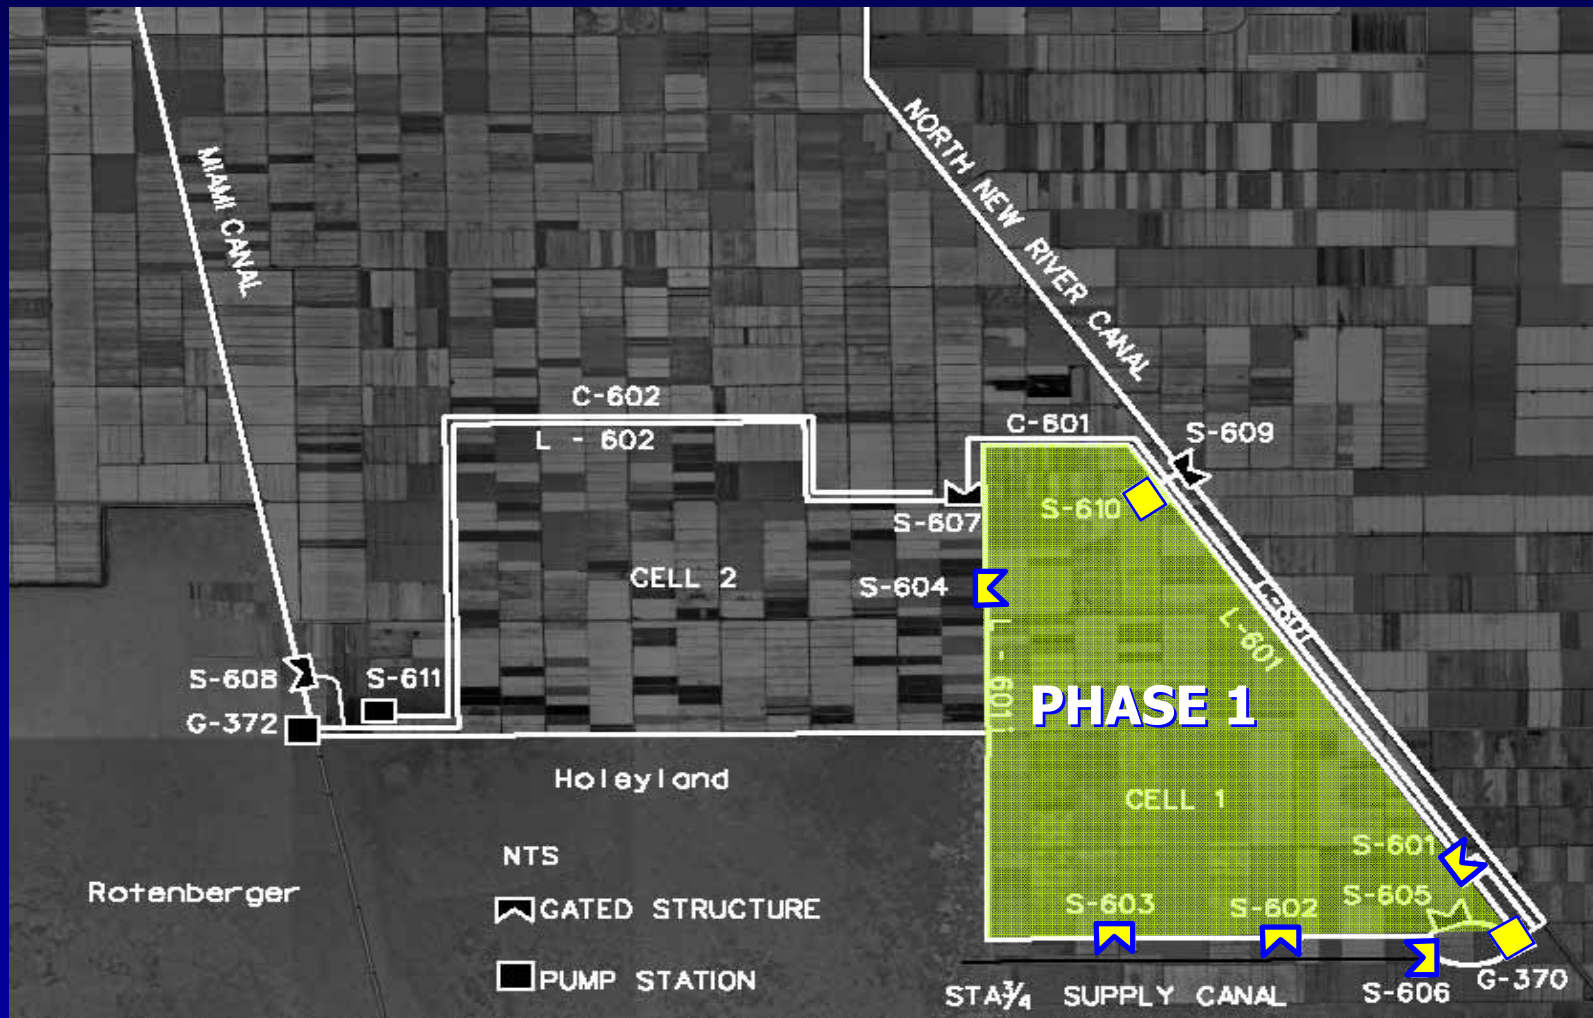 NORTH NEW RIVER CANAL
MIAMI CANAL
C-602
L - 602
C-601
S-609
S-610
S-607
CELL 2
S-604
L-601
L-601
L - 601i
S-608
S-611
G-372
PHASE 1
Holeyland
CELL 1
S-601
NTS
Rotenberger
GATED STRUCTURE
S-603
S-602
S-605
PUMP STATION
STA3/4 SUPPLY CANAL
S-606
G-370